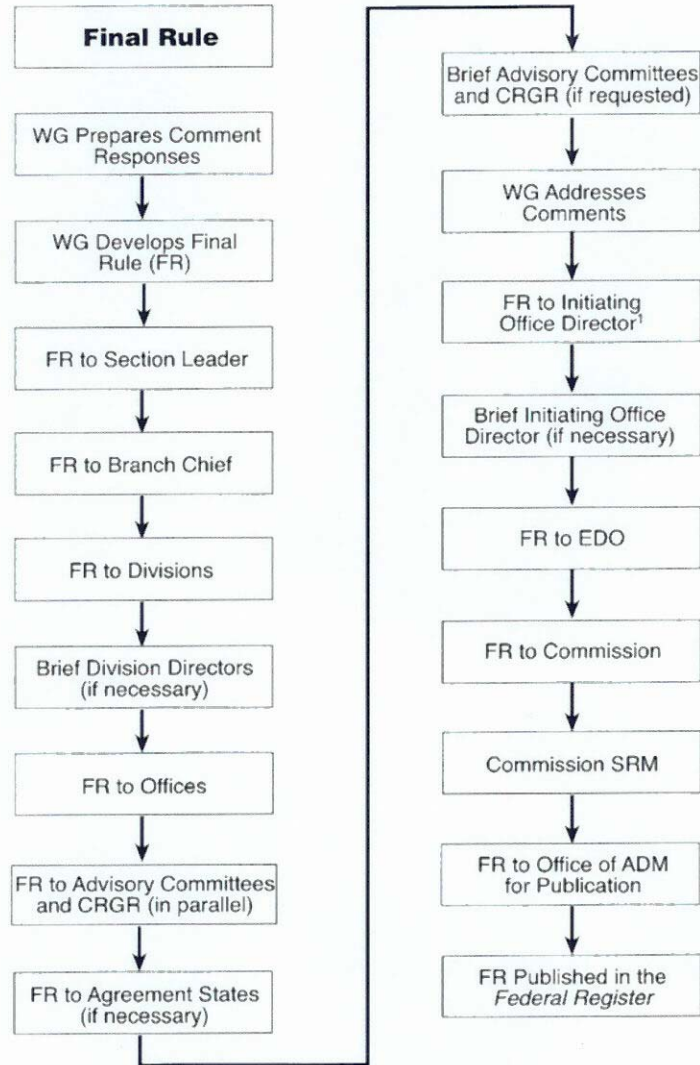 Final Rule
WG Prepares Comment
Responses
WG Develops Final
Rule (FR)
FR to Section Leader
FR to Branch Chief
FR to Divisions
Brief Division Directors
(if necessary)
FR to Offices
FR to Advisory Committees
and CRGR (in parallel)
FR to Agreement States
(if necessary)
Brief Advisory Committees
and CRGR (if requested)
WG Addresses
Comments
FR to Initiating
Office Director¹
Brief Initiating Office
Director (if necessary)
FR to EDO
FR to Commission
Commission SRM
FR to Office of ADM
for Publication
FR Published in the
Federal Register